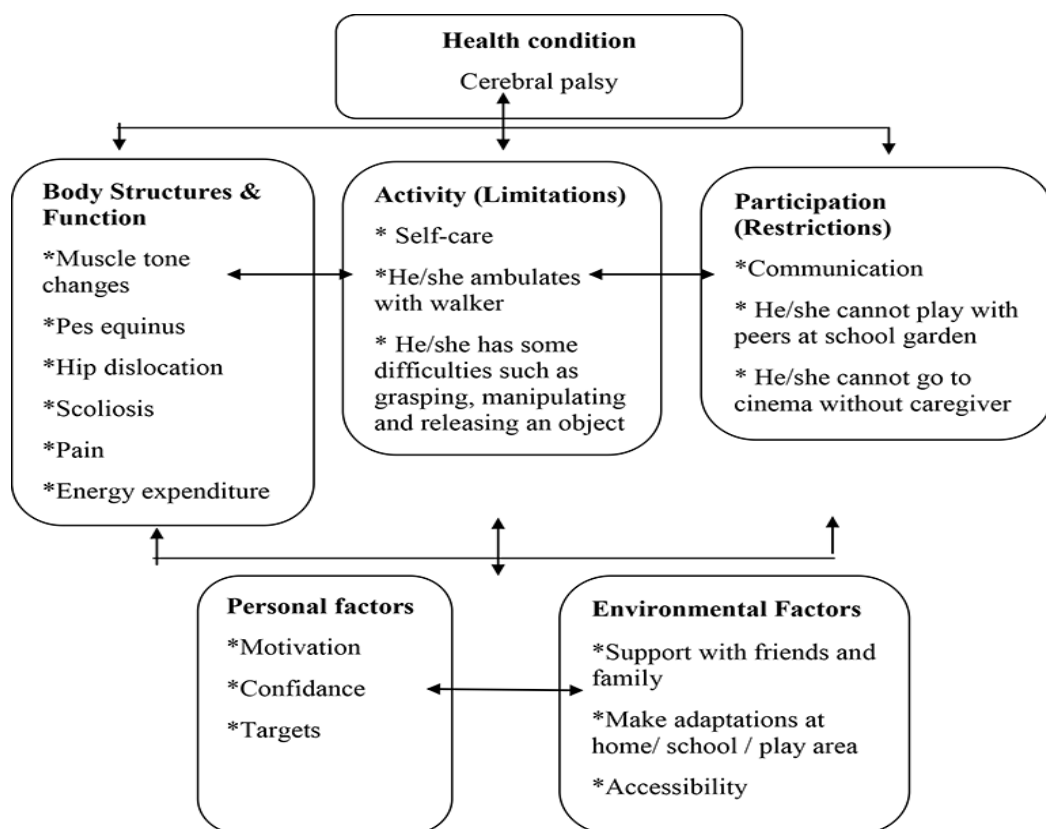 Health condition
Cerebral palsy
Body Structures &
Function
*Muscle tone
changes
*Pes equinus
*Hip dislocation
*Scoliosis
*Pain
*Energy expenditure
Activity (Limitations)
* Self-care
*He/she ambulates
with walker
* He/she has some
difficulties such as
grasping, manipulating
and releasing an object
Participation
(Restrictions)
*Communication
* He/she cannot play with
peers at school garden
* He/she cannot go to
cinema without caregiver
Personal factors
*Motivation
*Confidance
*Targets
Environmental Factors
*Support with friends and
family
*Make adaptations at
home/ school / play area
*Accessibility